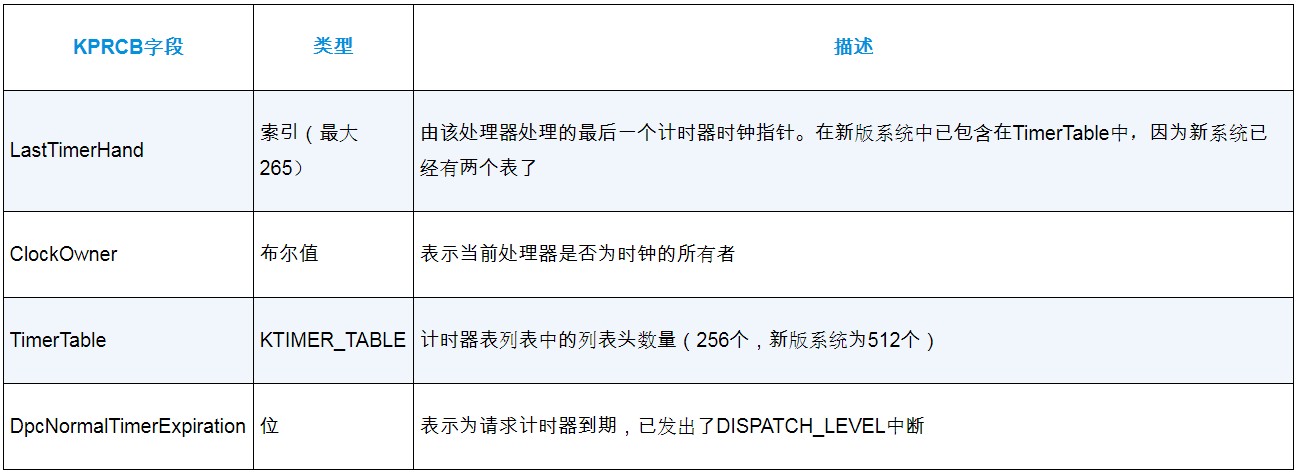 KPRCB字段 类型 描述
LastTimerHand
索引（最大
265）
由该处理器处理的最后一个计时器时钟指针。在新版系统中已包含在TimerTable中，因为新系统已
经有两个表了
ClockOwner 布尔值 表示当前处理器是否为时钟的所有者
TimerTable KTIMER_TABLE 计时器表列表中的列表头数量（256个，新版系统为512个）
DpcNormalTimerExpiration 位 表示为请求计时器到期，已发出了DISPATCH_LEVEL中断